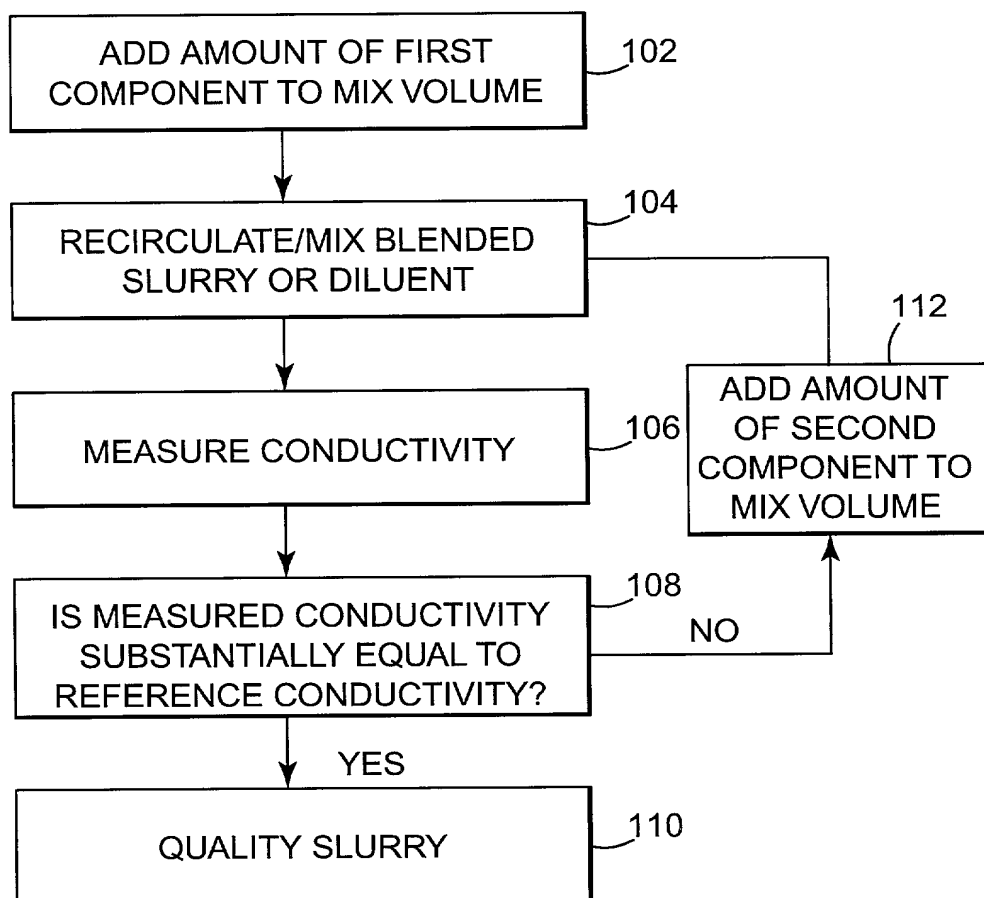 ADD AMOUNT OF FIRST
COMPONENT TO MIX VOLUME
102
RECIRCULATE/MIX BLENDED
SLURRY OR DILUENT
104
MEASURE CONDUCTIVITY
106
IS MEASURED CONDUCTIVITY
SUBSTANTIALLY EQUAL TO
REFERENCE CONDUCTIVITY?
108
NO
112
ADD AMOUNT
OF SECOND
COMPONENT TO
MIX VOLUME
YES
QUALITY SLURRY
110